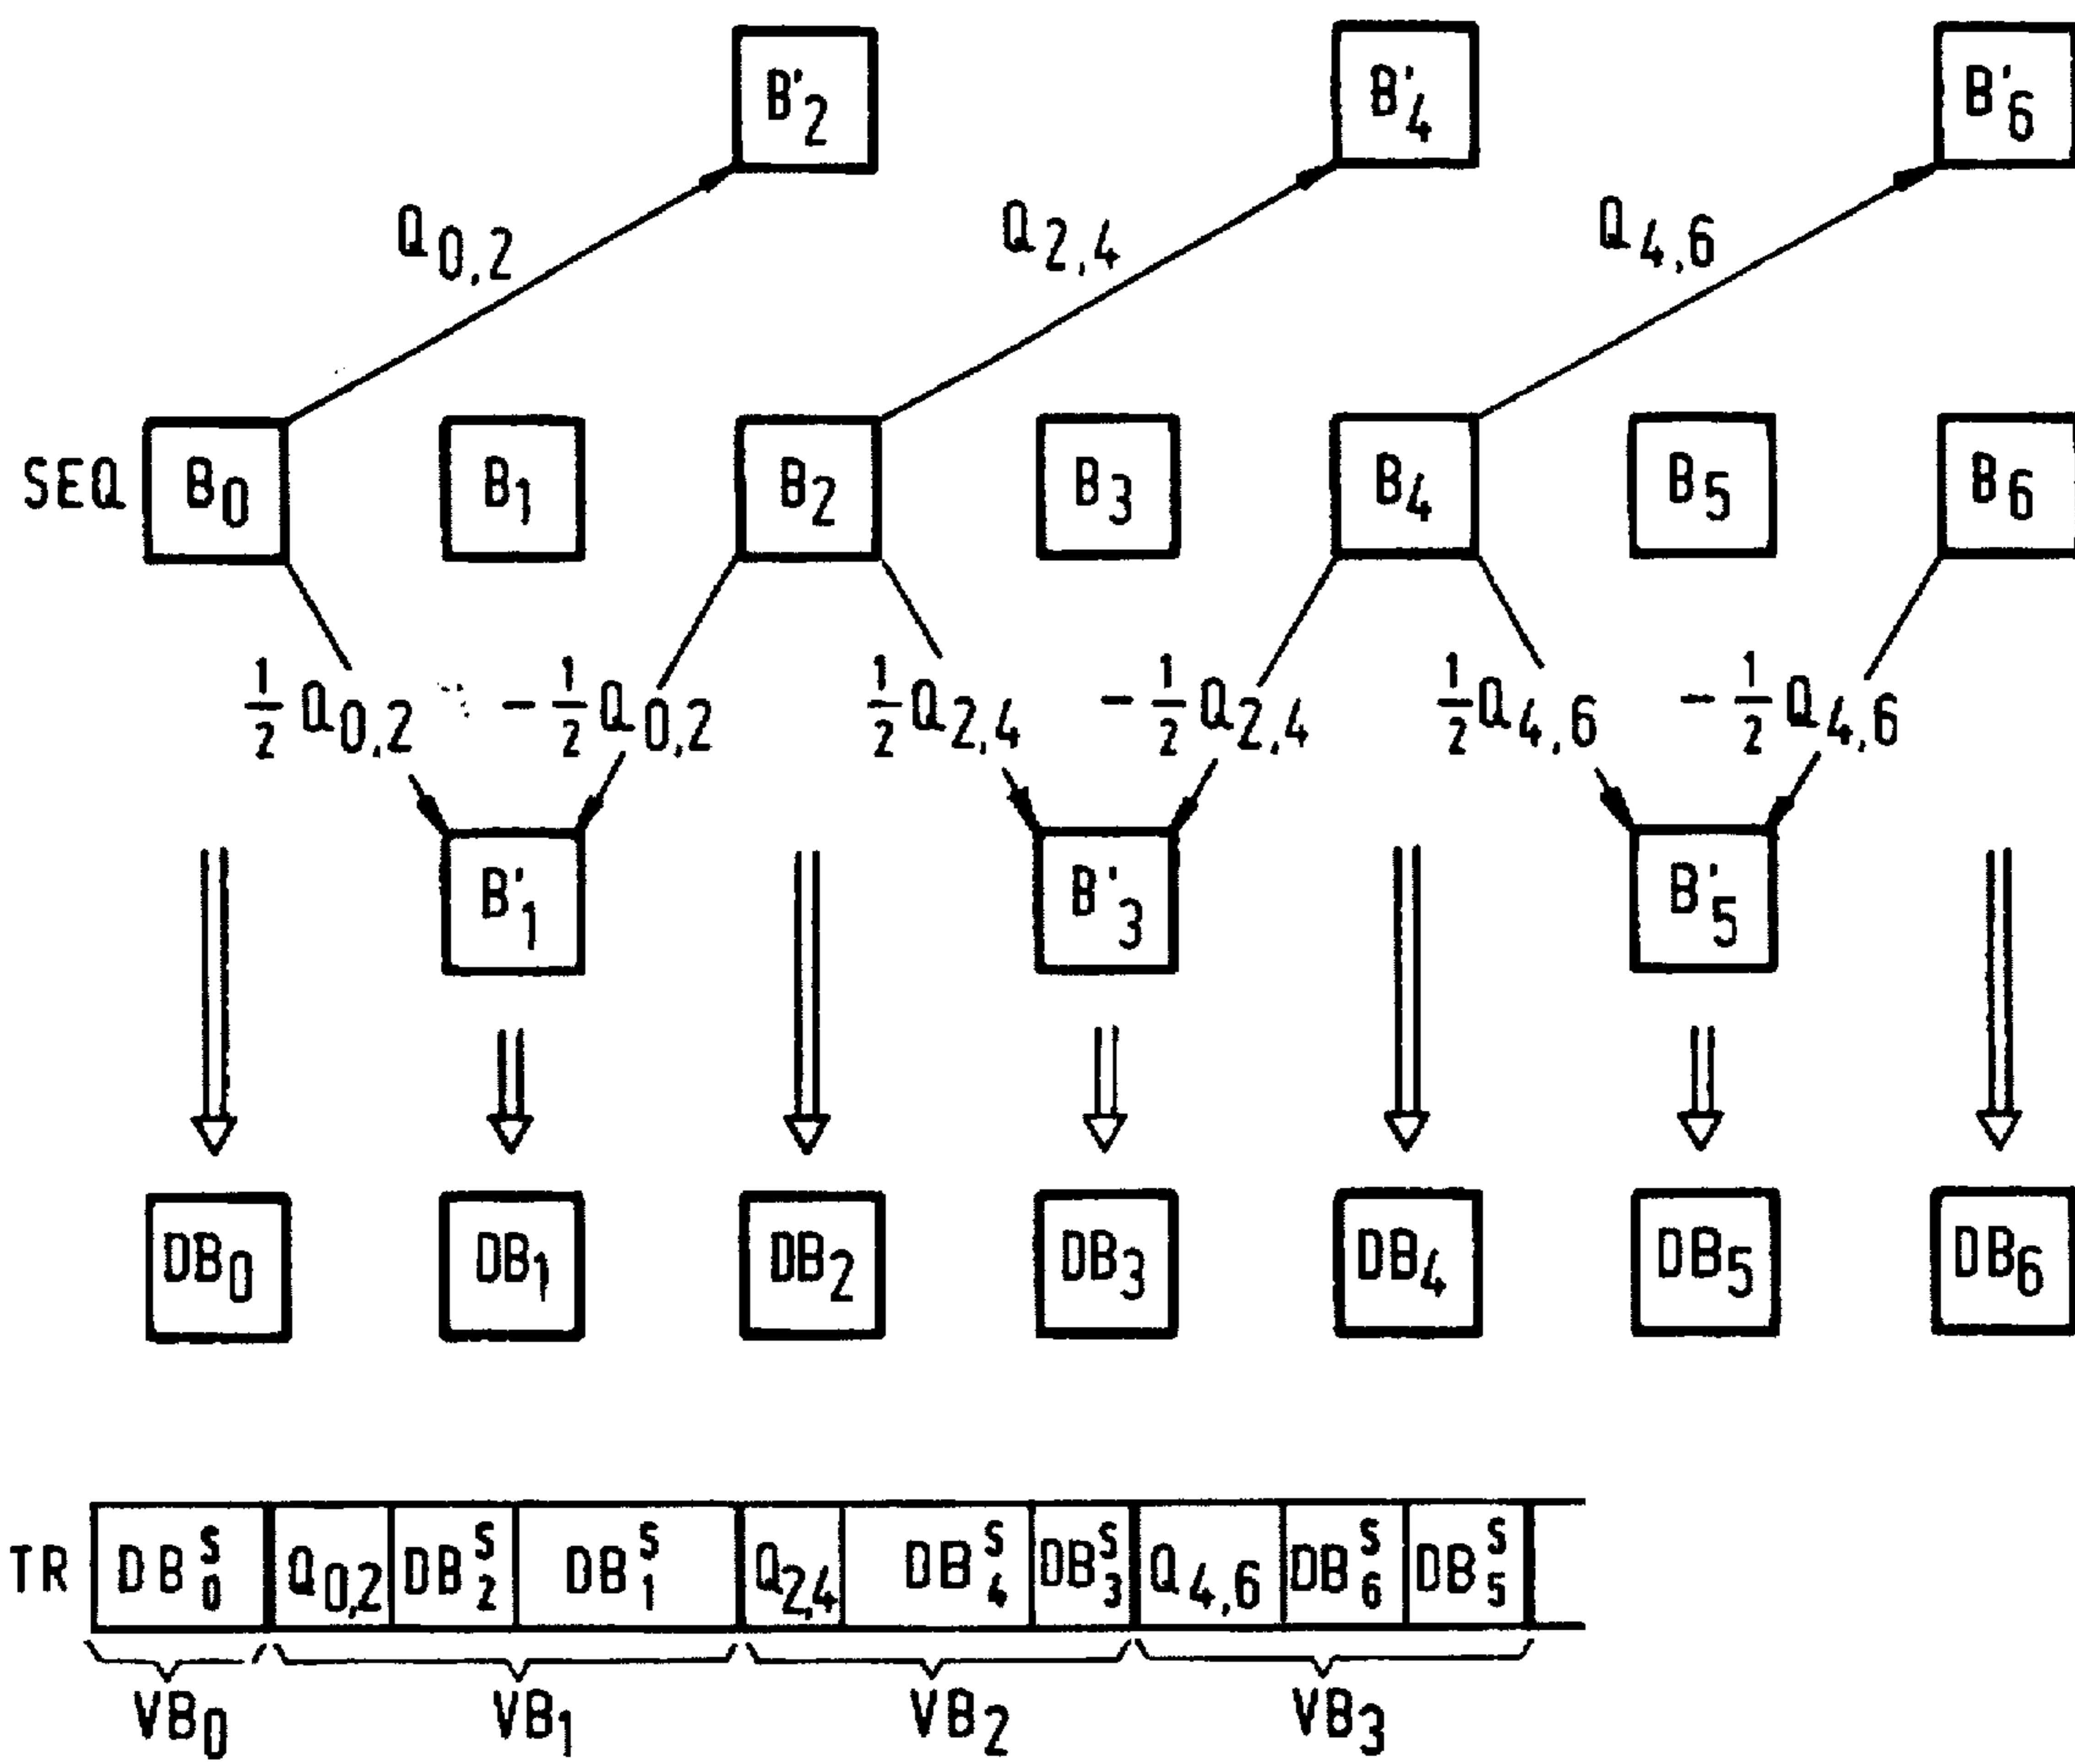 B'2 B'4 B'6
Q0,2 Q2,4 Q4,6
SEQ B0 B1 B2 B3 B4 B5 B6
1/2 Q0,2 -1/2 Q0,2 1/2 Q2,4 -1/2 Q2,4 1/2 Q4,6 -1/2 Q4,6
B'1 B'3 B'5
DB0 DB1 DB2 DB3 DB4 DB5 DB6
TR DB S 0 Q0,2 DB S 2 DB S 1 Q2,4 DB S 4 DB S 3 Q4,6 DB S 6 DB S 5
VB0 VB1 VB2 VB3